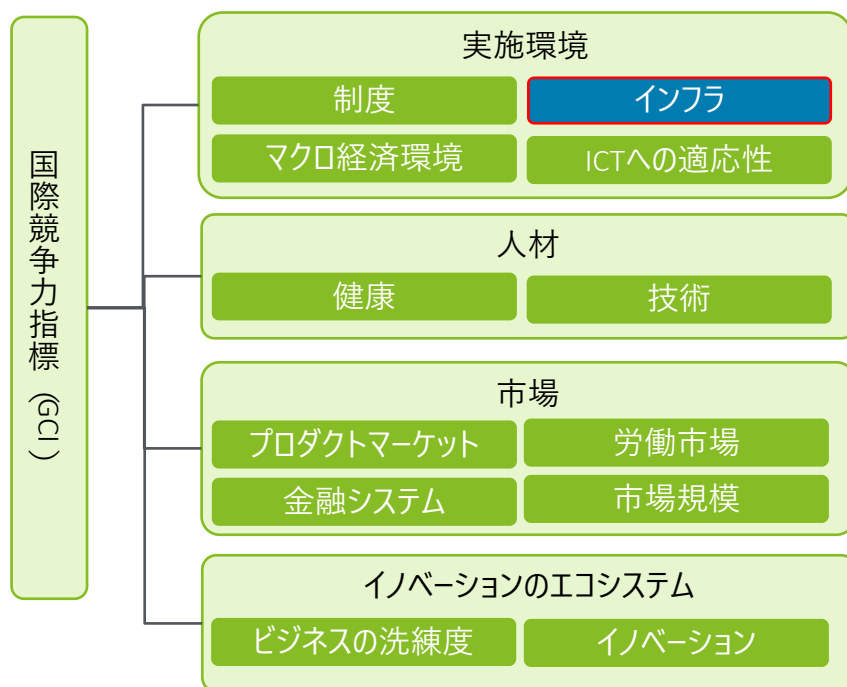 国際競争力指標（GCI）
実施環境
制度
インフラ
マクロ経済環境
ICTへの適応性
人材
健康
技術
市場
プロダクトマーケット
労働市場
金融システム
市場規模
イノベーションのエコシステム
ビジネスの洗練度
イノベーション